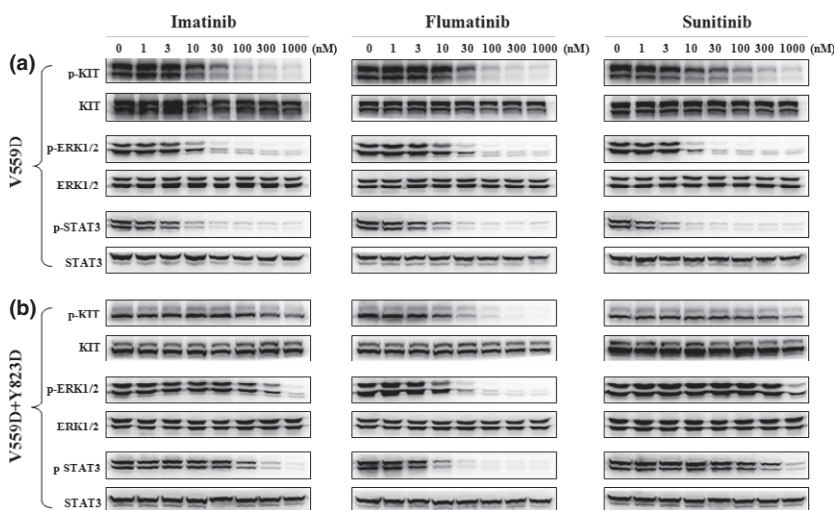 Imatinib Flumatinib Sunitinib
0 1 3 10 30 100 300 1000 (nM) 0 1 3 10 30 100 300 1000 (nM) 0 1 3 10 30 100 300 1000 (nM)
(a)
V559D
p-KIT
KIT
p-ERK1/2
ERK1/2
p-STAT3
STAT3
(b)
V559D+Y823D
p-KIT
KIT
p-ERK1/2
ERK1/2
p STAT3
STAT3